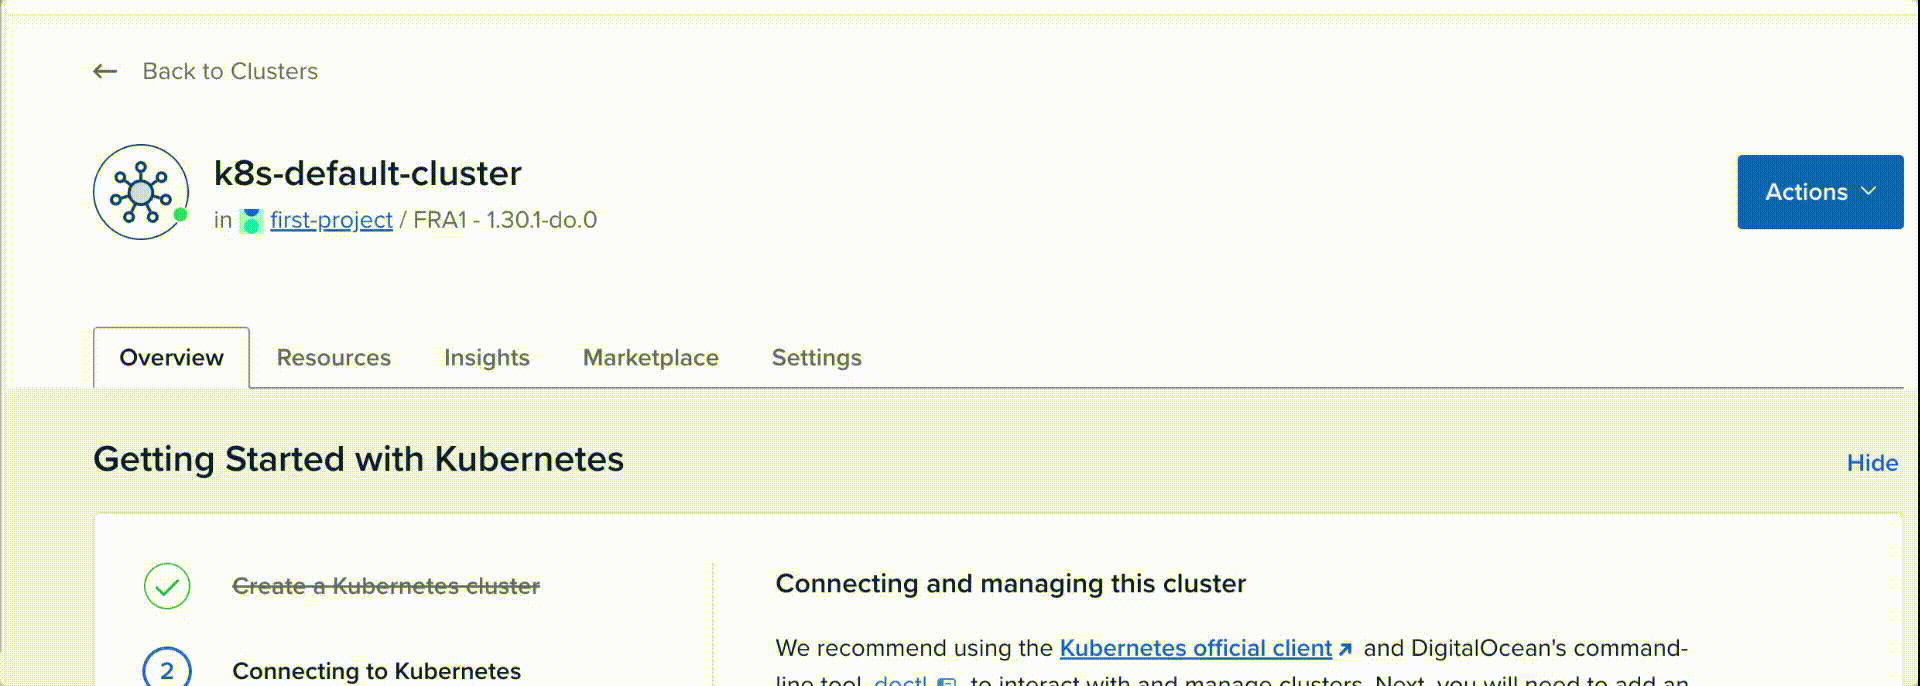 ← Back to Clusters
k8s-default-cluster
in first-project / FRA1 - 1.30.1-do.0
Actions
Overview Resources Insights Marketplace Settings
Getting Started with Kubernetes
Hide
Create a Kubernetes cluster
2 Connecting to Kubernetes
Connecting and managing this cluster
We recommend using the Kubernetes official client and DigitalOcean's command-
line tool, doctl to interact with and manage clusters. Next, you will need to add an